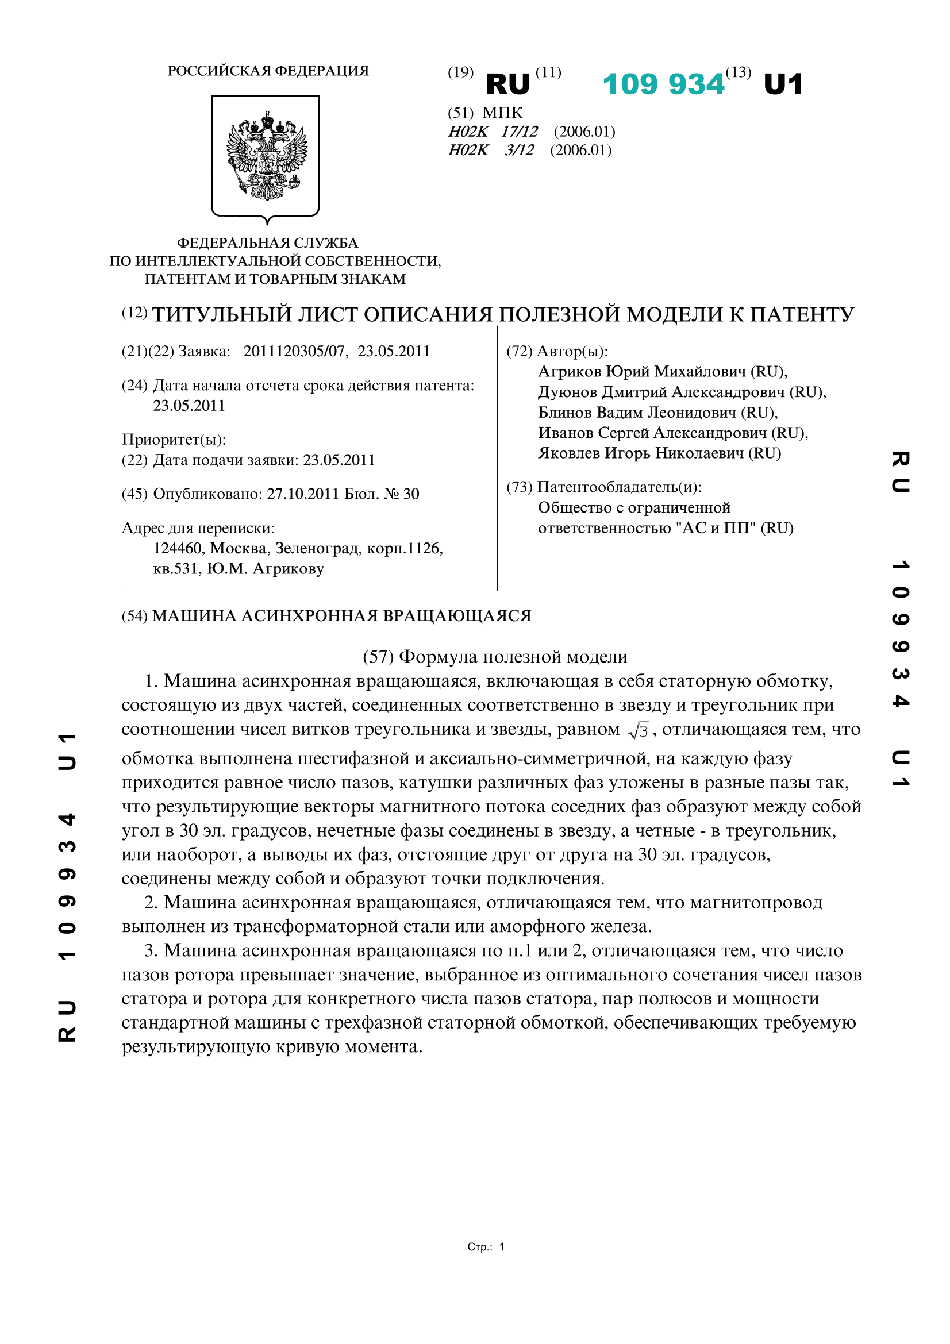 РОССИЙСКАЯ ФЕДЕРАЦИЯ
(19) RU (11) 109 934 (13) U1
(51) МПК
H02K 17/12 (2006.01)
H02K 3/12 (2006.01)
ФЕДЕРАЛЬНАЯ СЛУЖБА
ПО ИНТЕЛЛЕКТУАЛЬНОЙ СОБСТВЕННОСТИ,
ПАТЕНТАМ И ТОВАРНЫМ ЗНАКАМ
(12) ТИТУЛЬНЫЙ ЛИСТ ОПИСАНИЯ ПОЛЕЗНОЙ МОДЕЛИ К ПАТЕНТУ
(21)(22) Заявка: 2011120305/07, 23.05.2011
(24) Дата начала отсчета срока действия патента:
23.05.2011
Приоритет(ы):
(22) Дата подачи заявки: 23.05.2011
(45) Опубликовано: 27.10.2011 Бюл. № 30
Адрес для переписки:
124460, Москва, Зеленоград, корп.1126,
кв.531, Ю.М. Агрикову
(72) Автор(ы):
Агриков Юрий Михайлович (RU),
Дуюнов Дмитрий Александрович (RU),
Блинов Вадим Леонидович (RU),
Иванов Сергей Александрович (RU),
Яковлев Игорь Николаевич (RU)
(73) Патентообладатель(и):
Общество с ограниченной
ответственностью "АС и ПП" (RU)
(54) МАШИНА АСИНХРОННАЯ ВРАЩАЮЩАЯСЯ
(57) Формула полезной модели
1. Машина асинхронная вращающаяся, включающая в себя статорную обмотку,
состоящую из двух частей, соединенных соответственно в звезду и треугольник при
соотношении чисел витков треугольника и звезды, равном √3, отличающаяся тем, что
обмотка выполнена шестифазной и аксиально-симметричной, на каждую фазу
приходится равное число пазов, катушки различных фаз уложены в разные пазы так,
что результирующие векторы магнитного потока соседних фаз образуют между собой
угол в 30 эл. градусов, нечетные фазы соединены в звезду, а четные - в треугольник,
или наоборот, а выводы их фаз, отстоящие друг от друга на 30 эл. градусов,
соединены между собой и образуют точки подключения.
2. Машина асинхронная вращающаяся, отличающаяся тем, что магнитопровод
выполнен из трансформаторной стали или аморфного железа.
3. Машина асинхронная вращающаяся по п.1 или 2, отличающаяся тем, что число
пазов ротора превышает значение, выбранное из оптимального сочетания чисел пазов
статора и ротора для конкретного числа пазов статора, пар полюсов и мощности
стандартной машины с трехфазной статорной обмоткой, обеспечивающих требуемую
результирующую кривую момента.
RU 109934 U1
RU 109934 U1
Стр.: 1